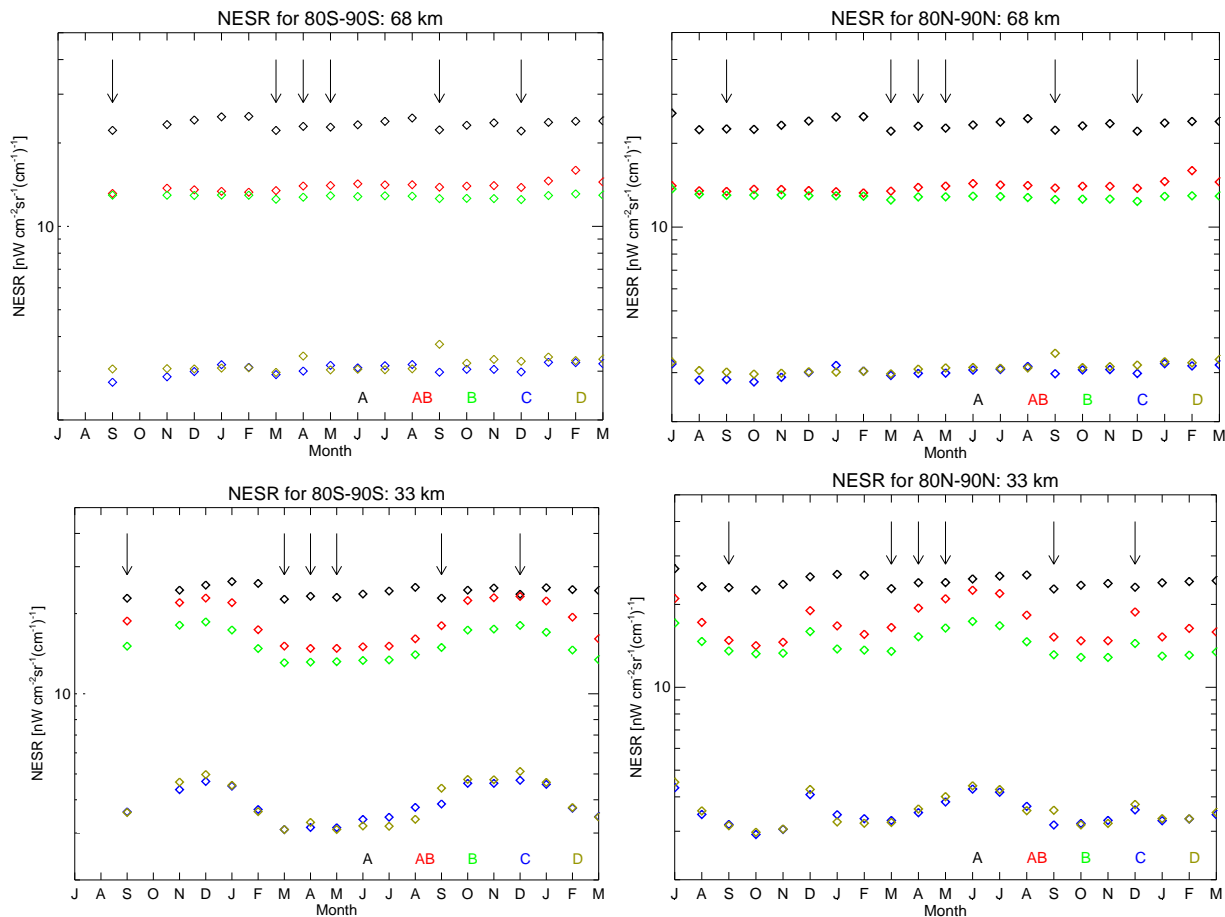 NESR for 80S-90S: 68 km
NESR [nW cm⁻²sr⁻¹(cm⁻¹)⁻¹]
10
A AB B C D
J A S O N D J F M A M J J A S O N D J F M
Month
NESR for 80N-90N: 68 km
NESR [nW cm⁻²sr⁻¹(cm⁻¹)⁻¹]
10
A AB B C D
J A S O N D J F M A M J J A S O N D J F M
Month
NESR for 80S-90S: 33 km
NESR [nW cm⁻²sr⁻¹(cm⁻¹)⁻¹]
10
A AB B C D
J A S O N D J F M A M J J A S O N D J F M
Month
NESR for 80N-90N: 33 km
NESR [nW cm⁻²sr⁻¹(cm⁻¹)⁻¹]
10
A AB B C D
J A S O N D J F M A M J J A S O N D J F M
Month